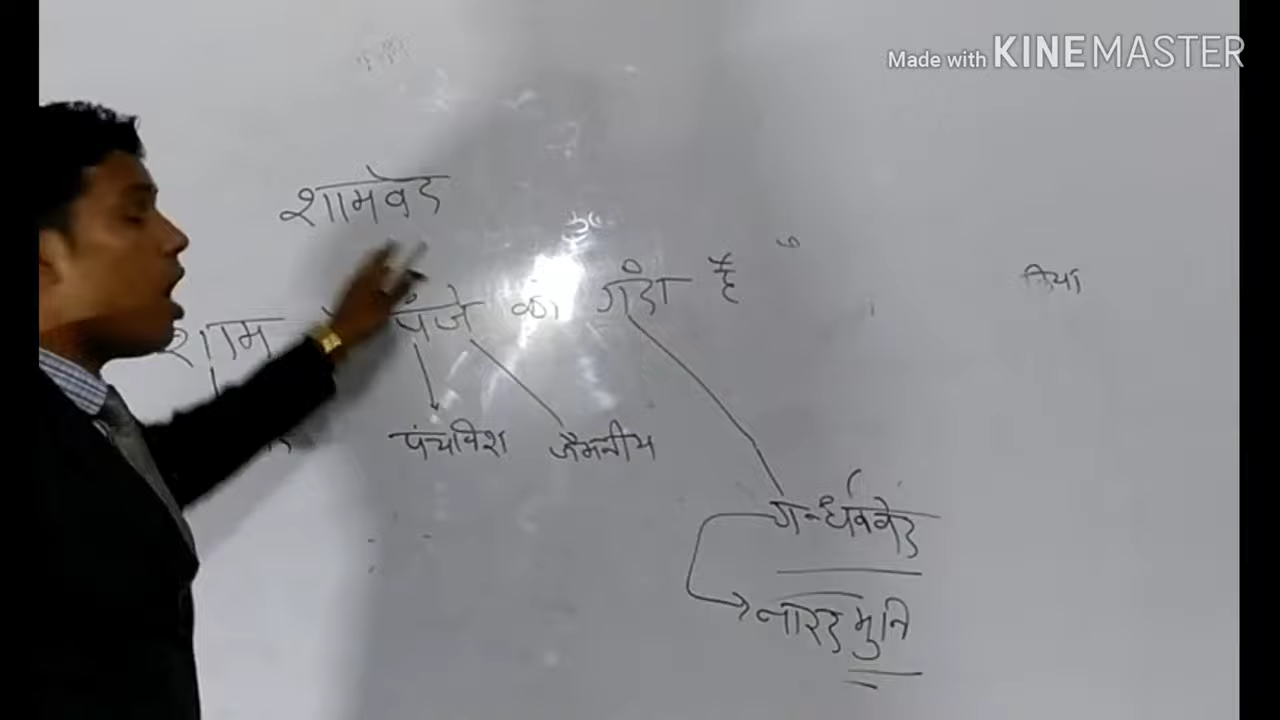 Made with KINEMASTER
शामवेद
शाम पंजे का गंदा है
पंचविश जैमनीय
गन्धर्ववेद
नारद मुनि